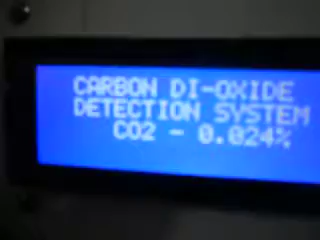 CARBON DI-OXIDE
DETECTION SYSTEM
CO2 - 0.024%